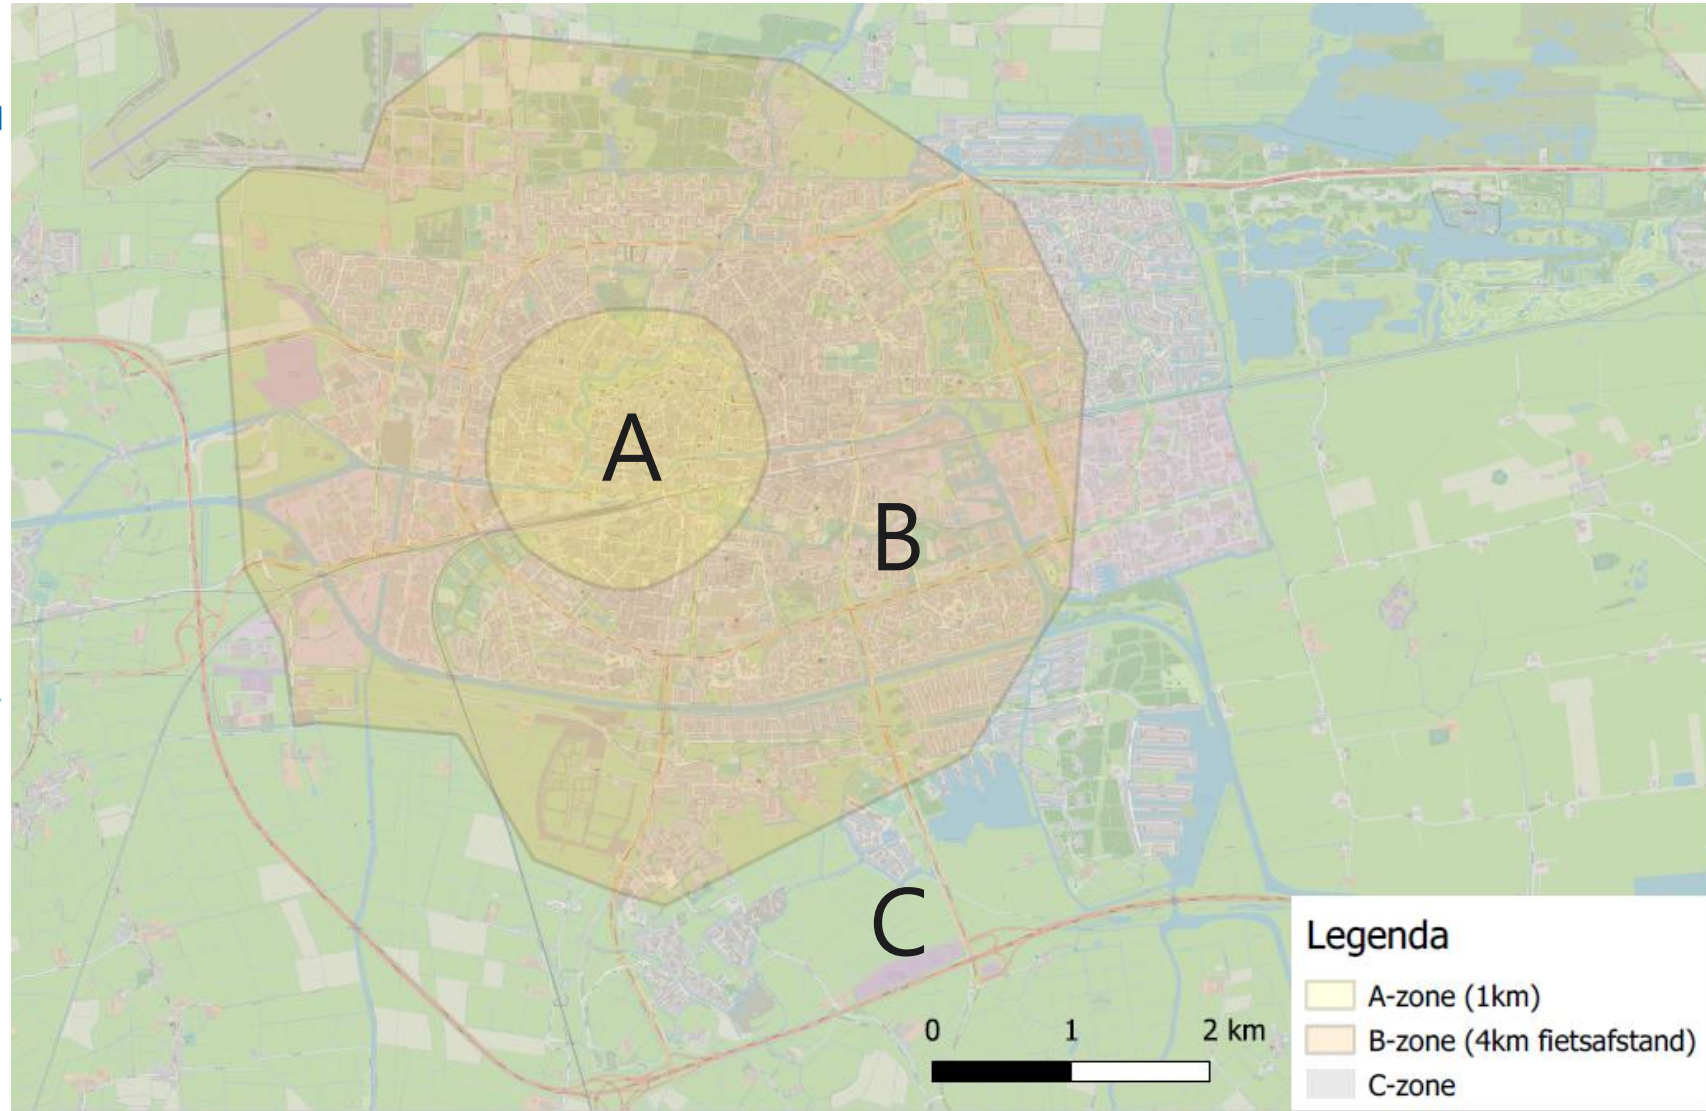 A
B
C
0 1 2 km
Legenda
A-zone (1km)
B-zone (4km fietsafstand)
C-zone